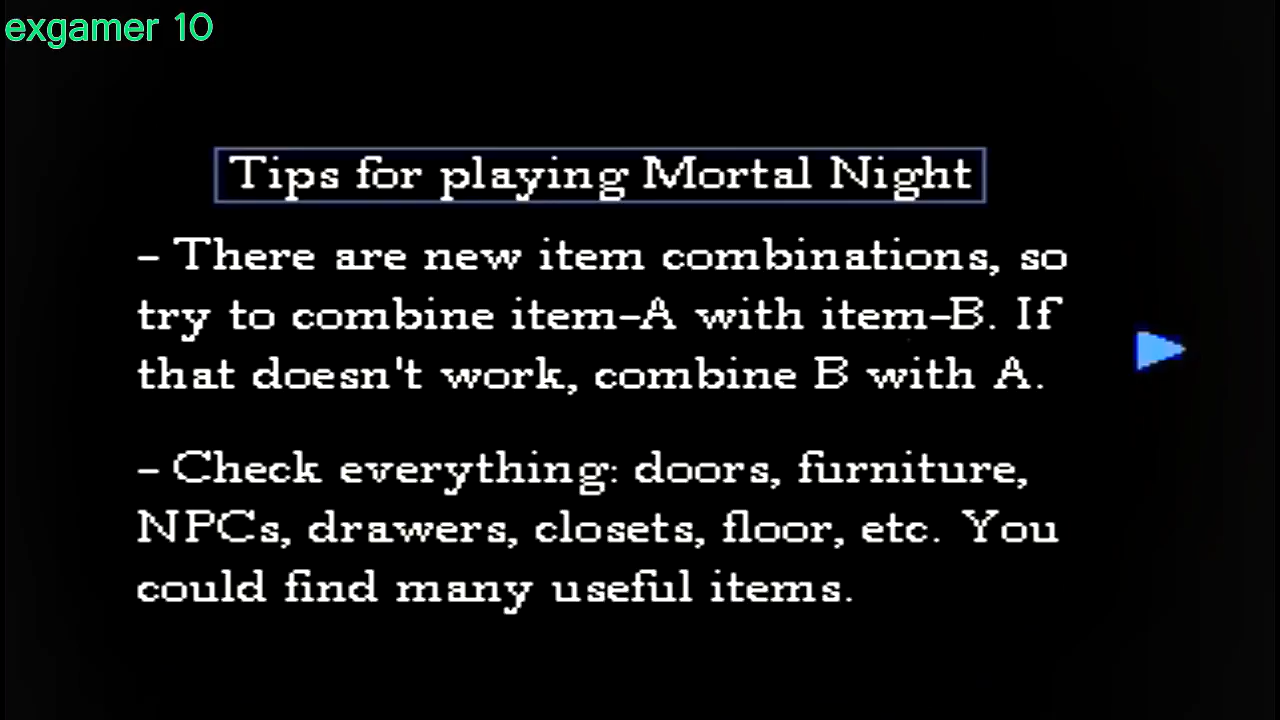 exgamer 10
Tips for playing Mortal Night
- There are new item combinations, so
try to combine item-A with item-B. If
that doesn't work, combine B with A.
- Check everything: doors, furniture,
NPCs, drawers, closets, floor, etc. You
could find many useful items.